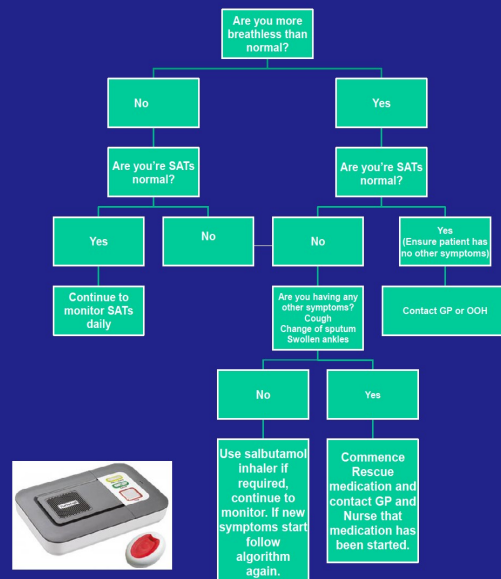 Are you more
breathless than
normal?
No
Yes
Are you're SATs
normal?
Are you're SATs
normal?
Yes
No
No
Yes
(Ensure patient has
no other symptoms)
Continue to
monitor SATs
daily
Are you having any
other symptoms?
Cough
Change of sputum
Swollen ankles
Contact GP or OOH
No
Yes
Use salbutamol
inhaler if
required,
continue to
monitor. If new
symptoms start
follow
algorithm
again.
Commence
Rescue
medication and
contact GP and
Nurse that
medication has
been started.